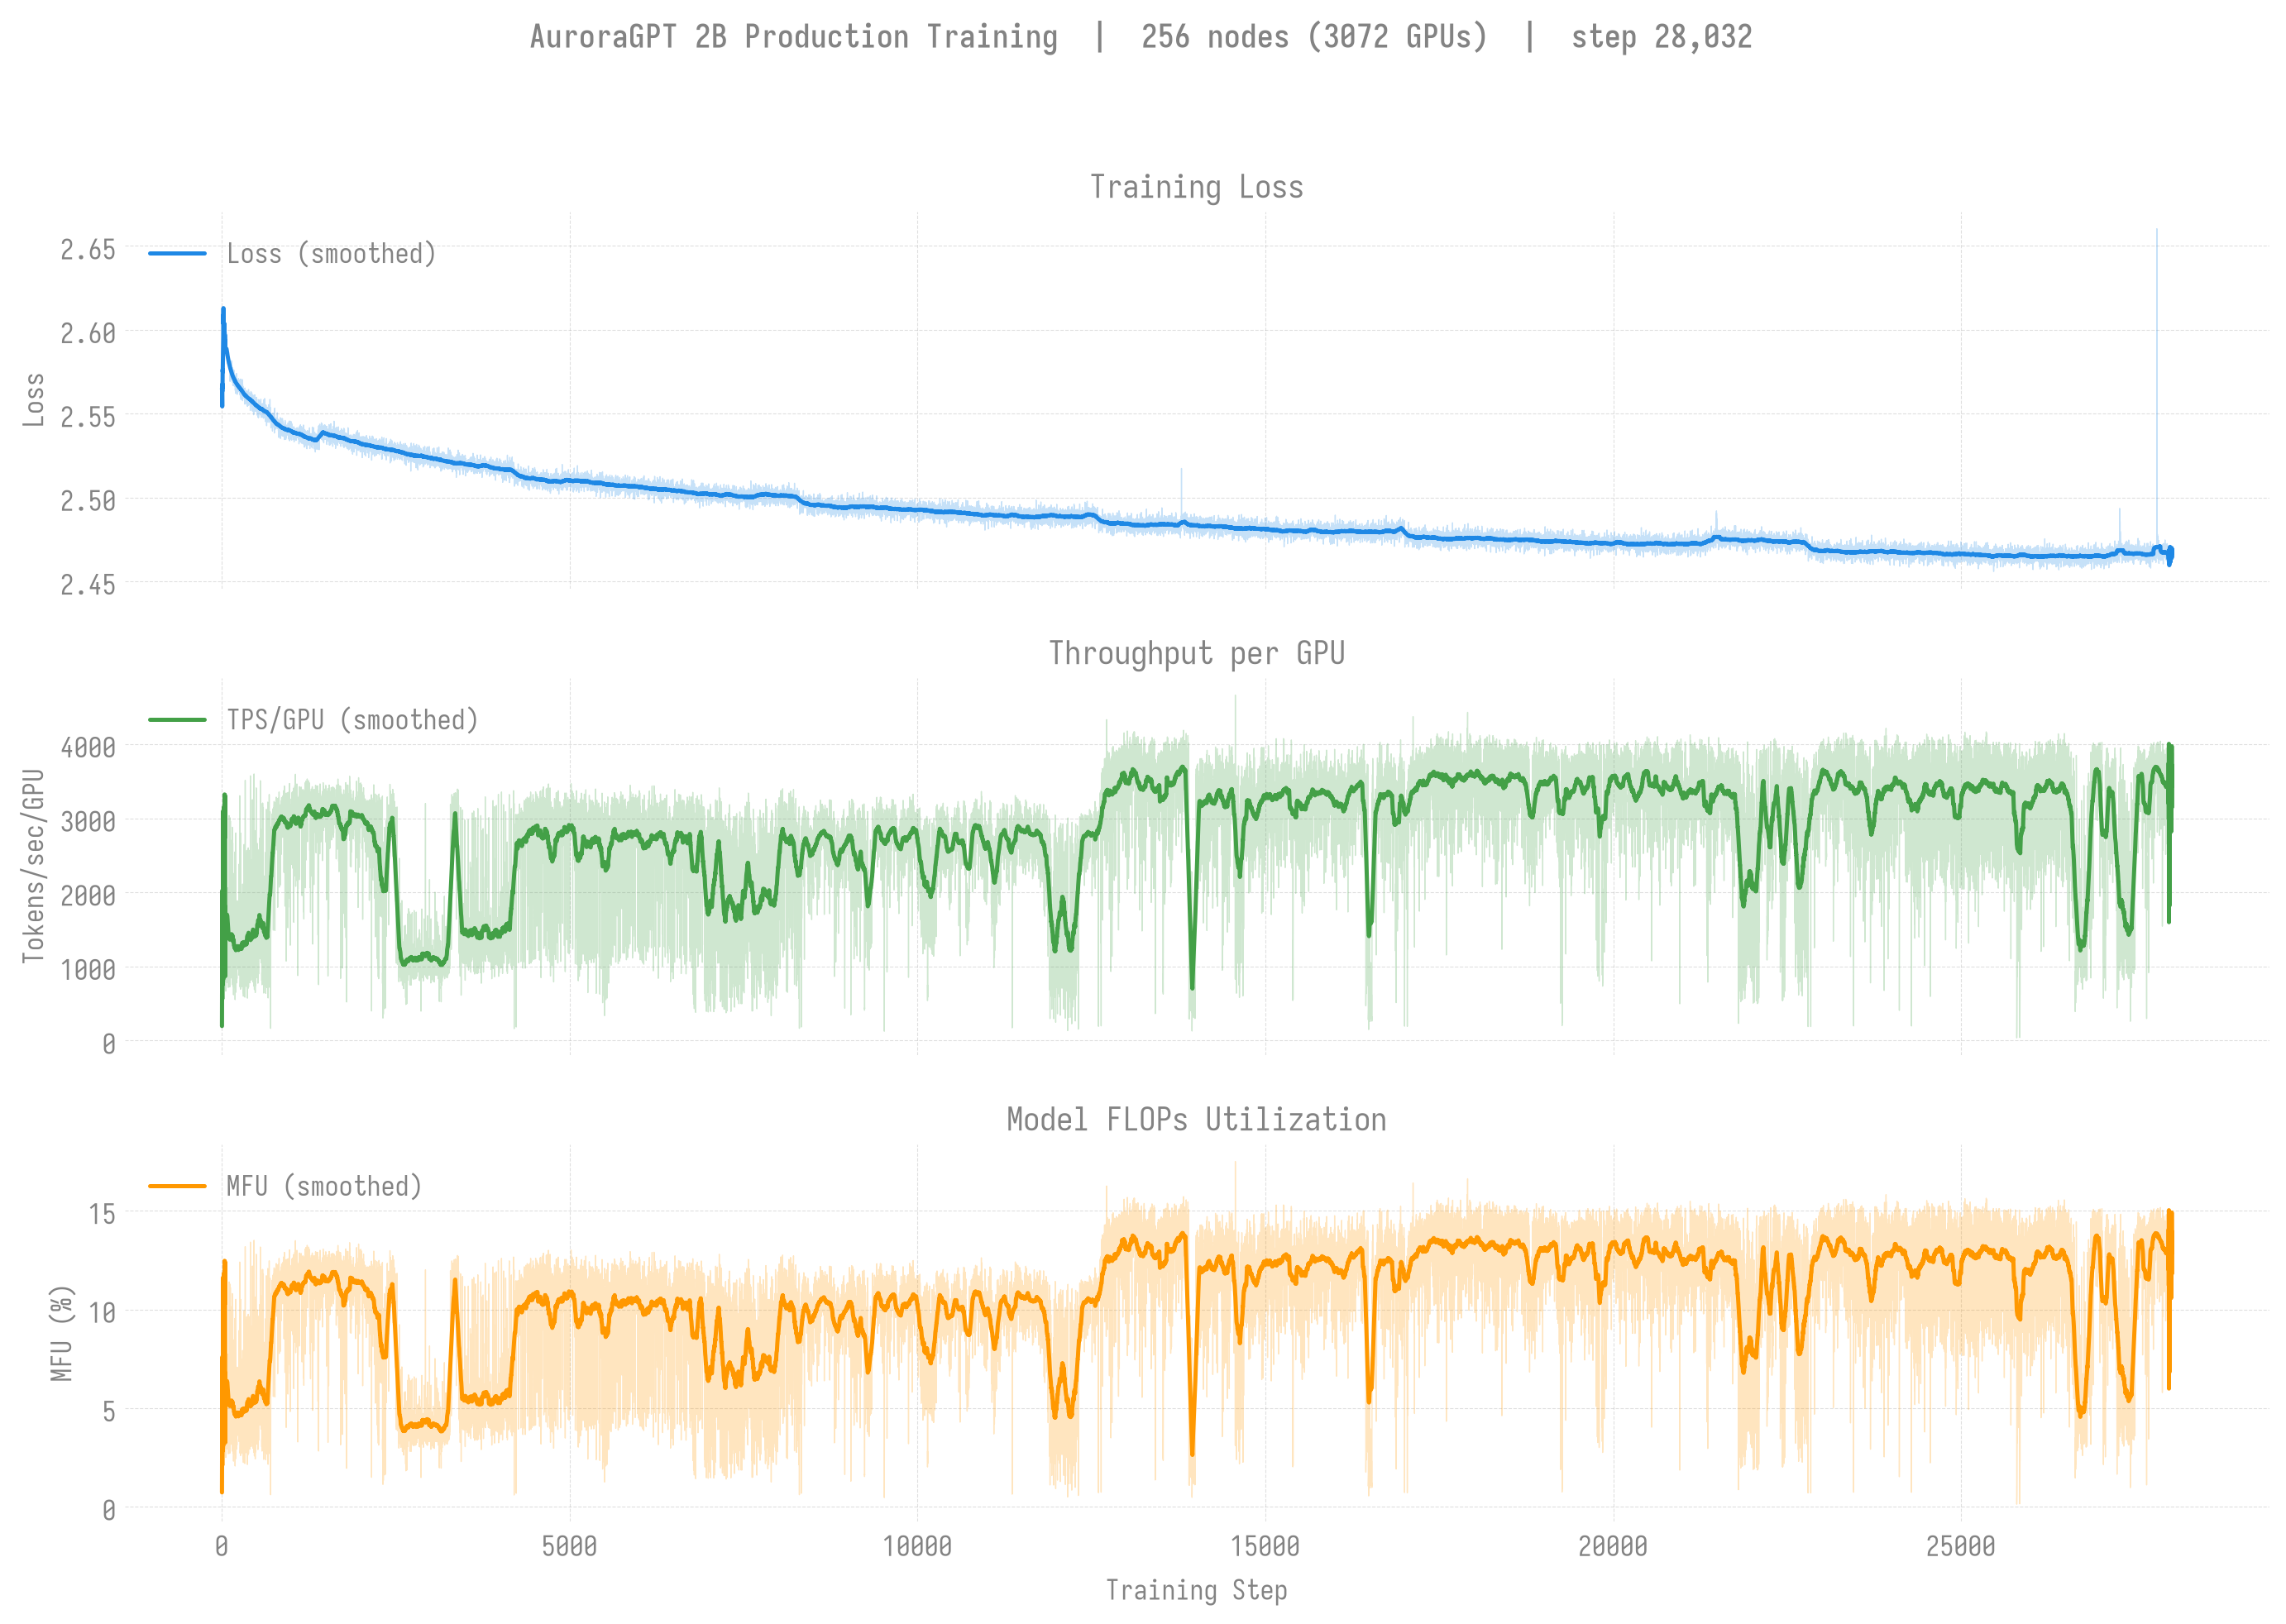 AuroraGPT 2B Production Training | 256 nodes (3072 GPUs) | step 28,032
Training Loss
Loss (smoothed)
2.65
2.60
2.55
2.50
2.45
Loss
Throughput per GPU
TPS/GPU (smoothed)
4000
3000
2000
1000
0
Tokens/sec/GPU
Model FLOPs Utilization
MFU (smoothed)
15
10
5
0
MFU (%)
0 5000 10000 15000 20000 25000
Training Step